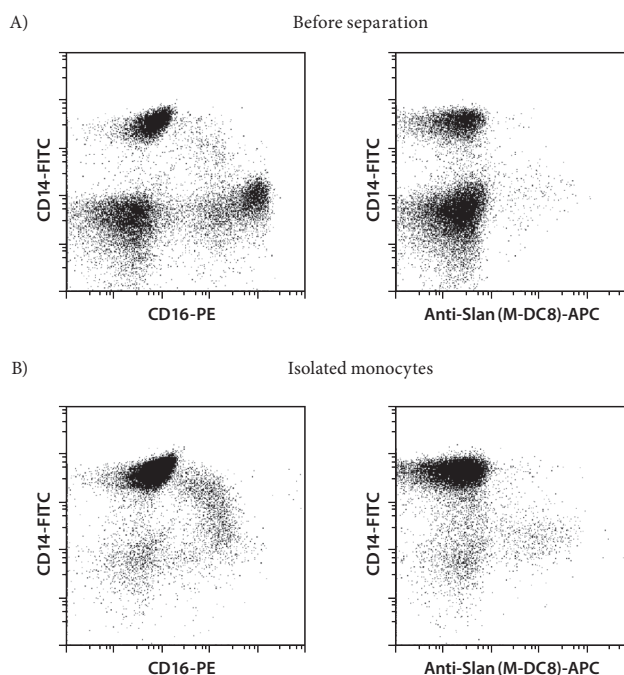 A)
Before separation
CD14-FITC
CD16-PE
CD14-FITC
Anti-Slan (M-DC8)-APC
B)
Isolated monocytes
CD14-FITC
CD16-PE
CD14-FITC
Anti-Slan (M-DC8)-APC